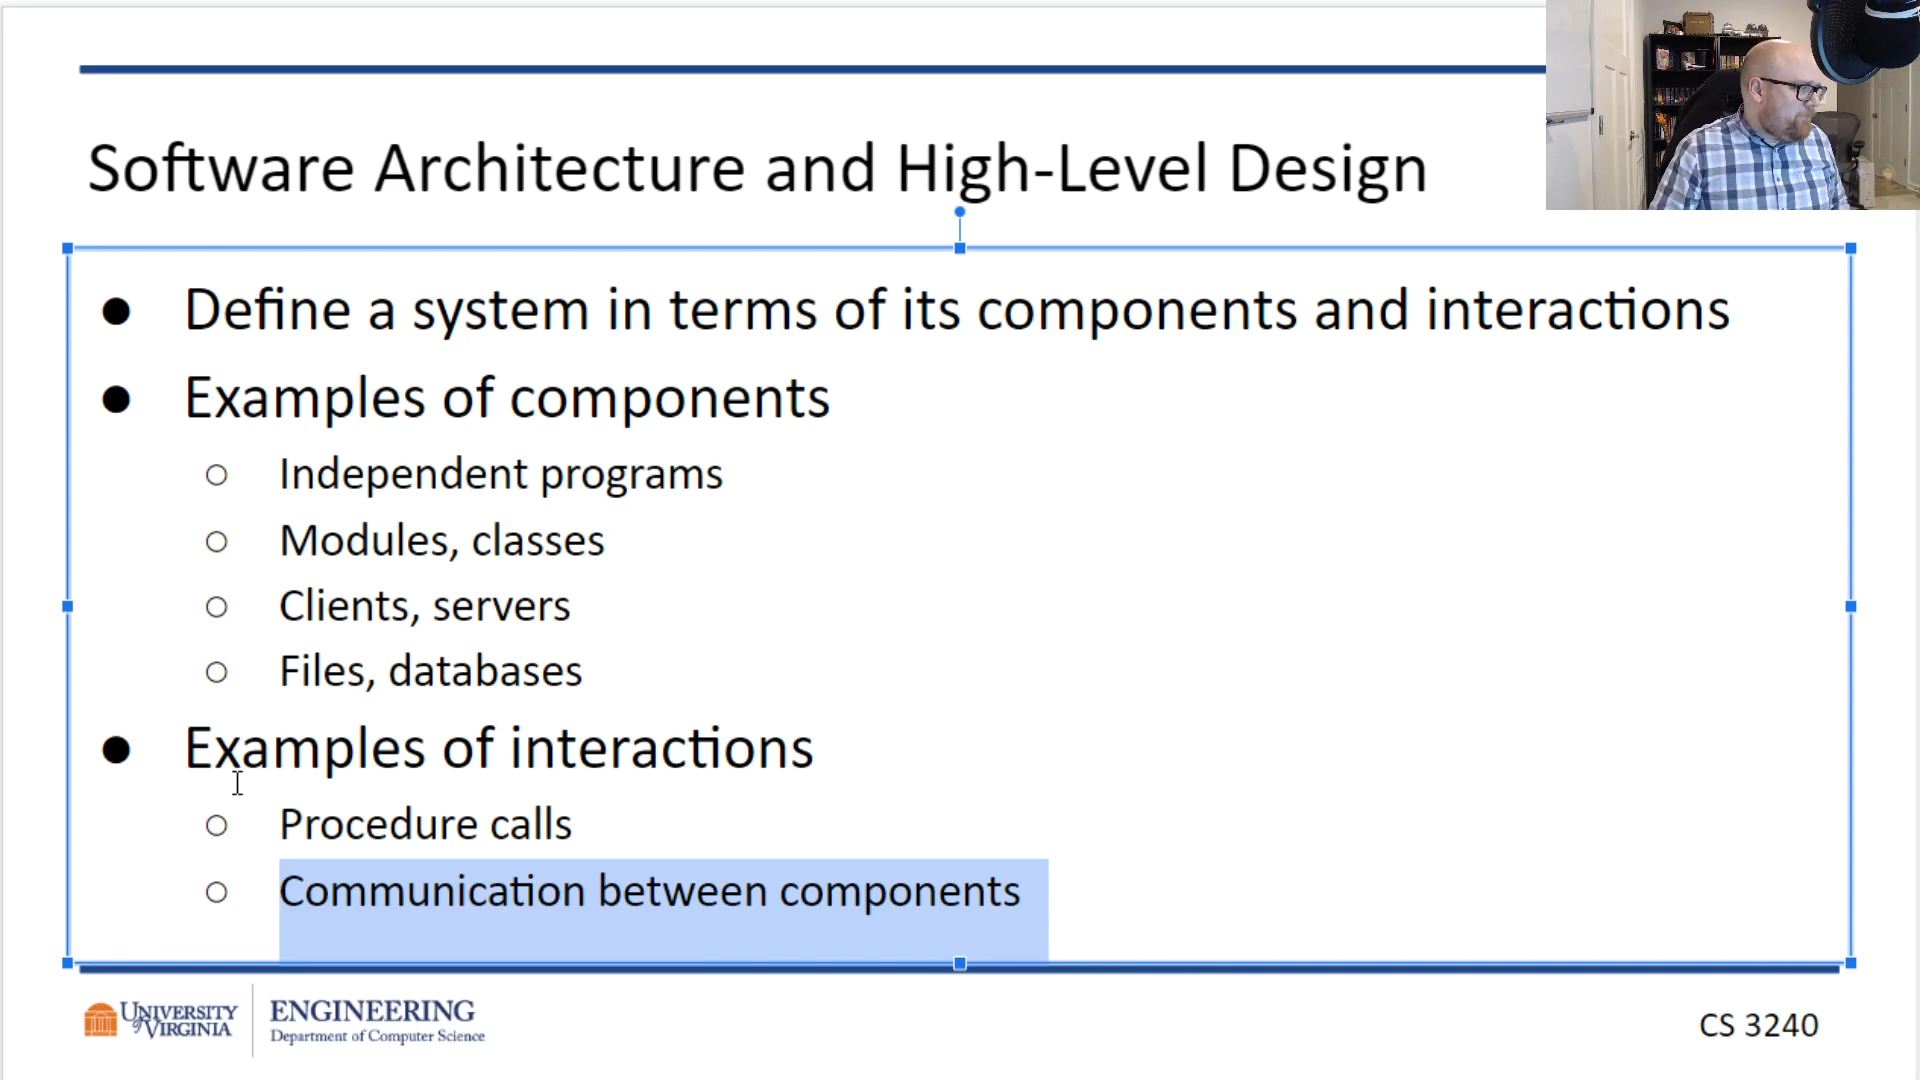 Software Architecture and High-Level Design
● Define a system in terms of its components and interactions
● Examples of components
○ Independent programs
○ Modules, classes
○ Clients, servers
○ Files, databases
● Examples of interactions
○ Procedure calls
○ Communication between components
UNIVERSITY
of VIRGINIA
ENGINEERING
Department of Computer Science
CS 3240